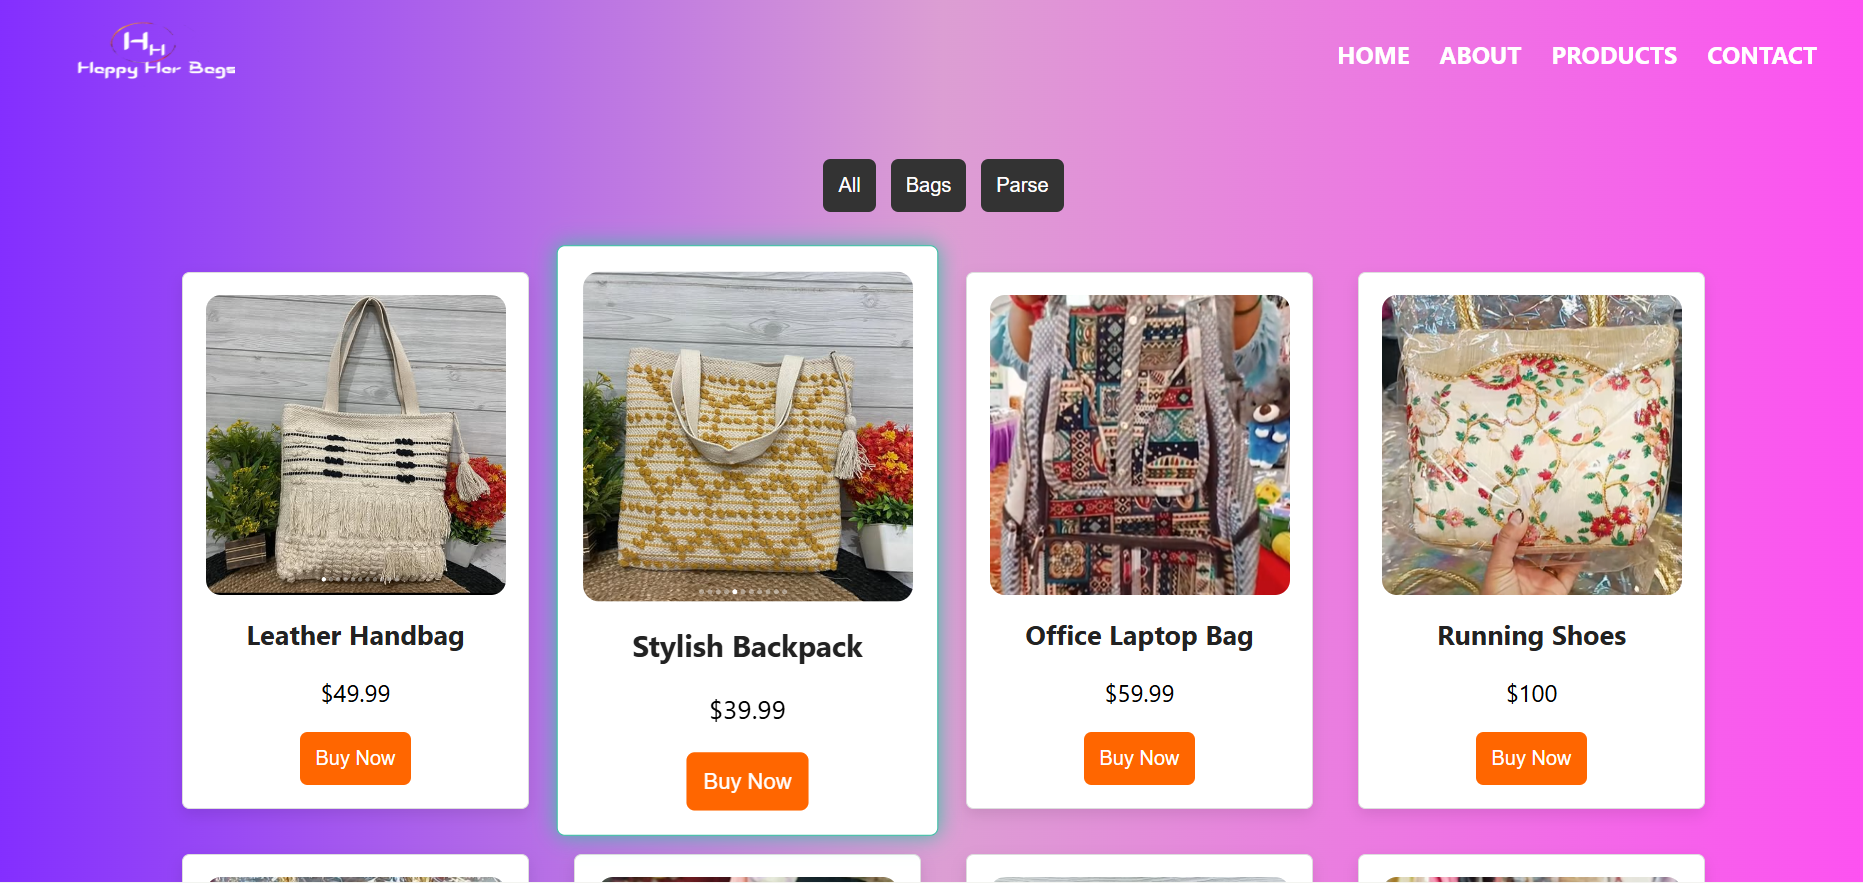 HH
Happy Her Bags
HOME ABOUT PRODUCTS CONTACT
All Bags Parse
Leather Handbag
$49.99
Buy Now
Stylish Backpack
$39.99
Buy Now
Office Laptop Bag
$59.99
Buy Now
Running Shoes
$100
Buy Now